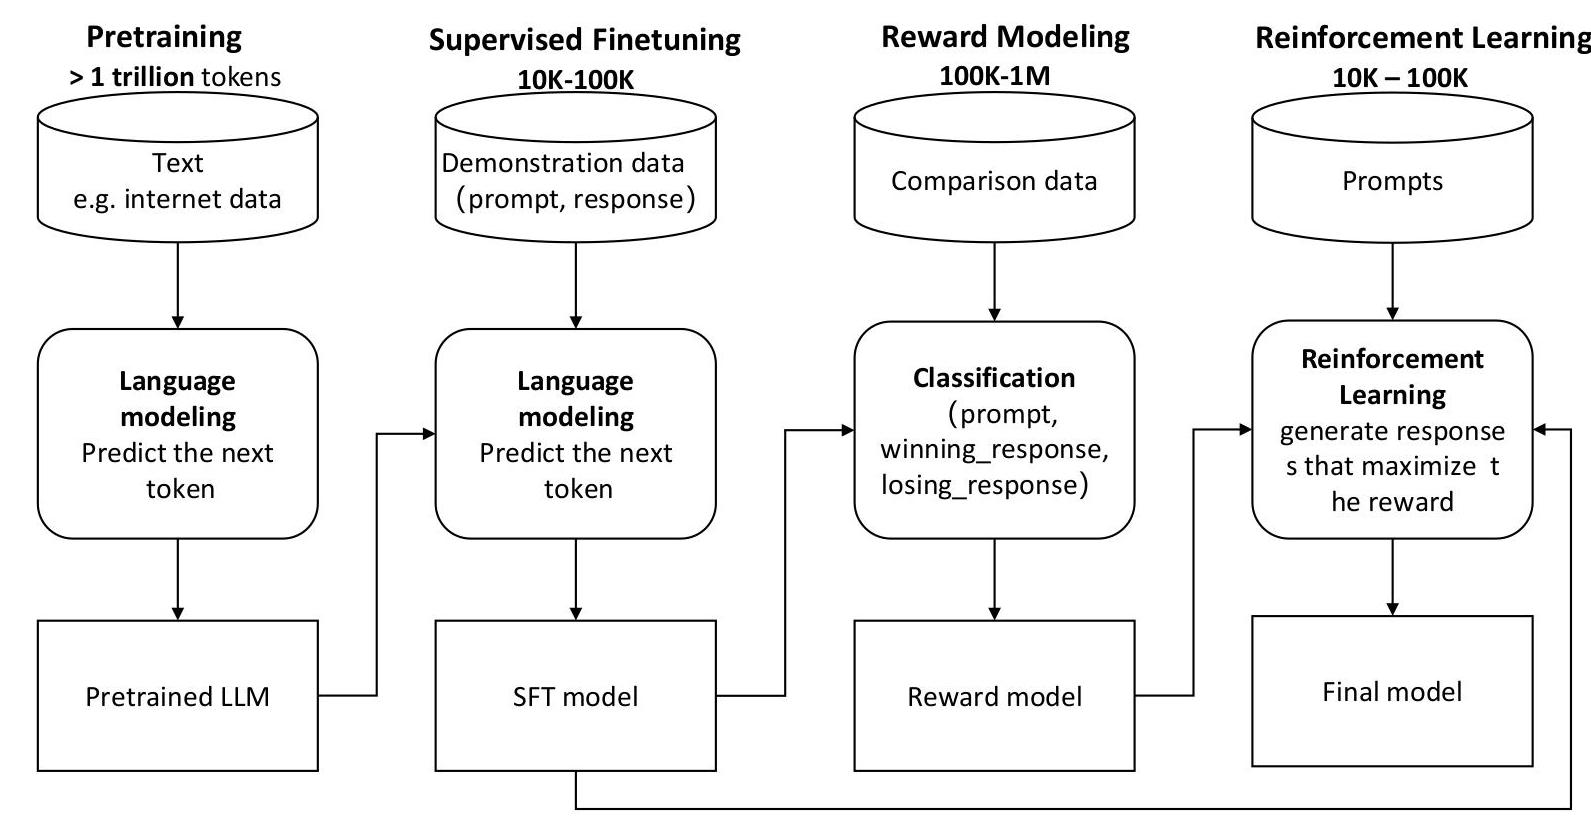 Pretraining
> 1 trillion tokens
Text
e.g. internet data
Language
modeling
Predict the next
token
Pretrained LLM
Supervised Finetuning
10K-100K
Demonstration data
(prompt, response)
Language
modeling
Predict the next
token
SFT model
Reward Modeling
100K-1M
Comparison data
Classification
(prompt,
winning_response,
losing_response)
Reward model
Reinforcement Learning
10K – 100K
Prompts
Reinforcement
Learning
generate response
s that maximize t
he reward
Final model